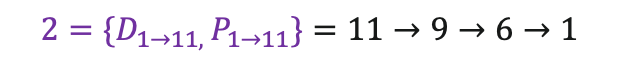 2 = {D₁→₁₁, P₁→₁₁} = 11 → 9 → 6 → 1